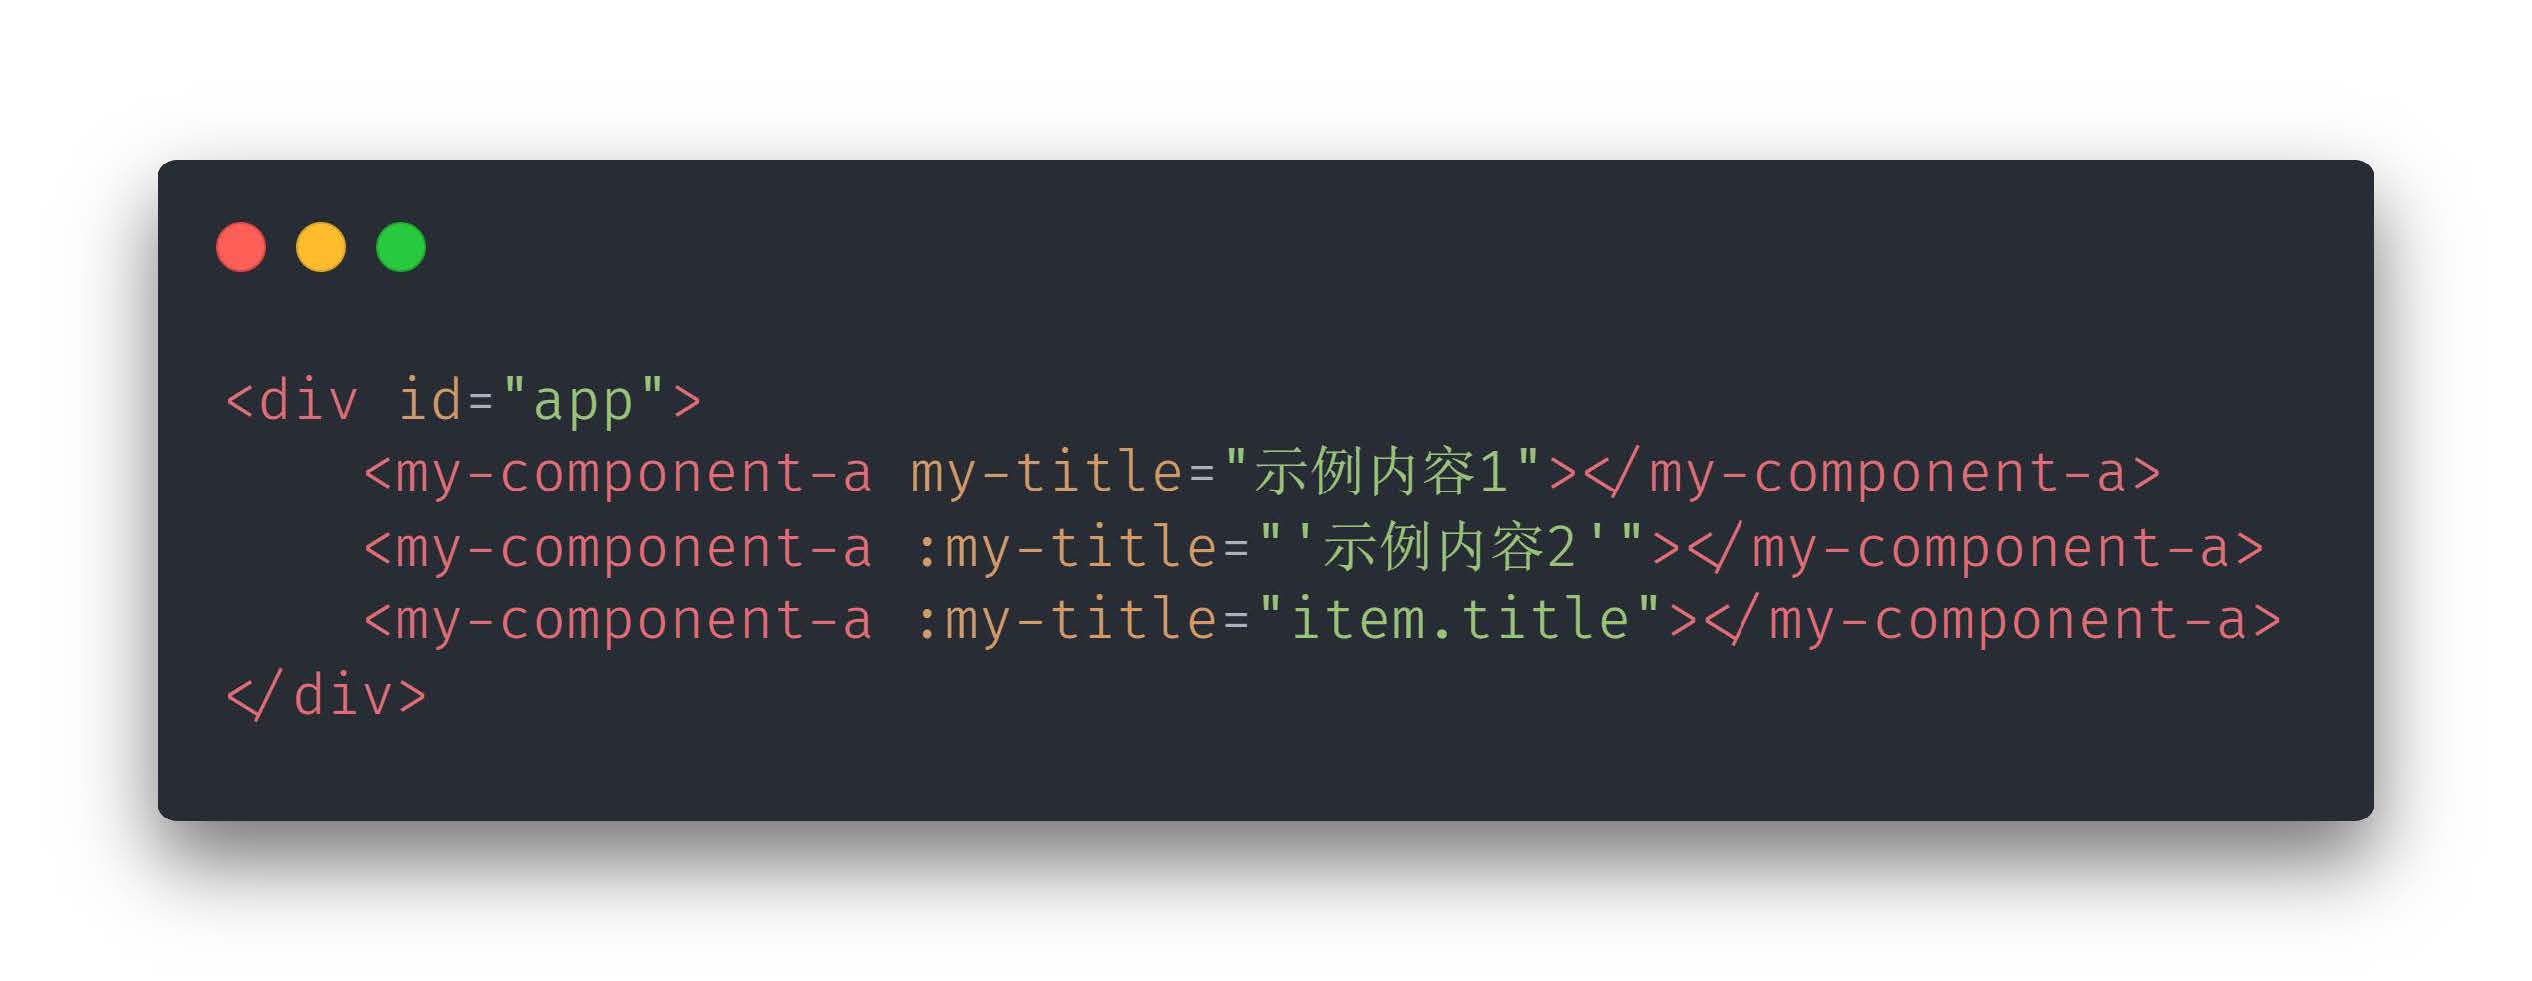 <div id="app">
    <my-component-a my-title="示例内容1"></my-component-a>
    <my-component-a :my-title="'示例内容2'"></my-component-a>
    <my-component-a :my-title="item.title"></my-component-a>
</div>